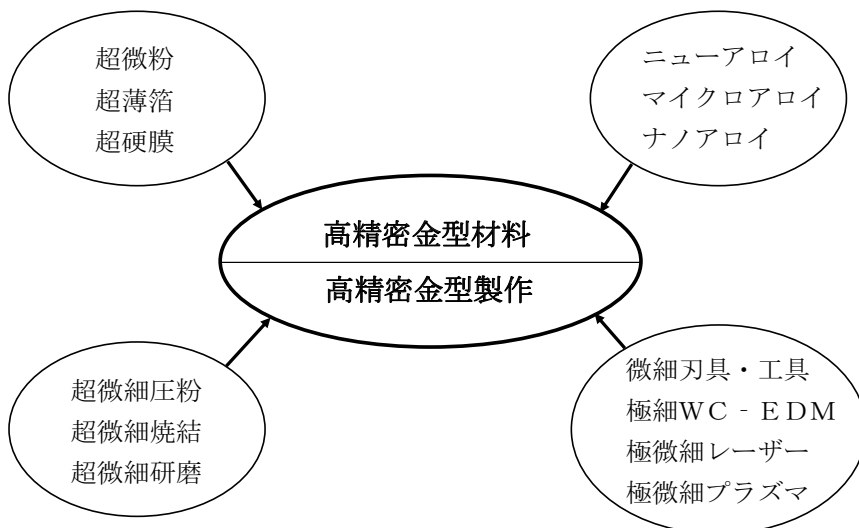 超微粉
超薄箔
超硬膜
ニューアロイ
マイクロアロイ
ナノアロイ
高精密金型材料
高精密金型製作
超微細圧粉
超微細焼結
超微細研磨
微細刃具・工具
極細WC‐EDM
極微細レーザー
極微細プラズマ